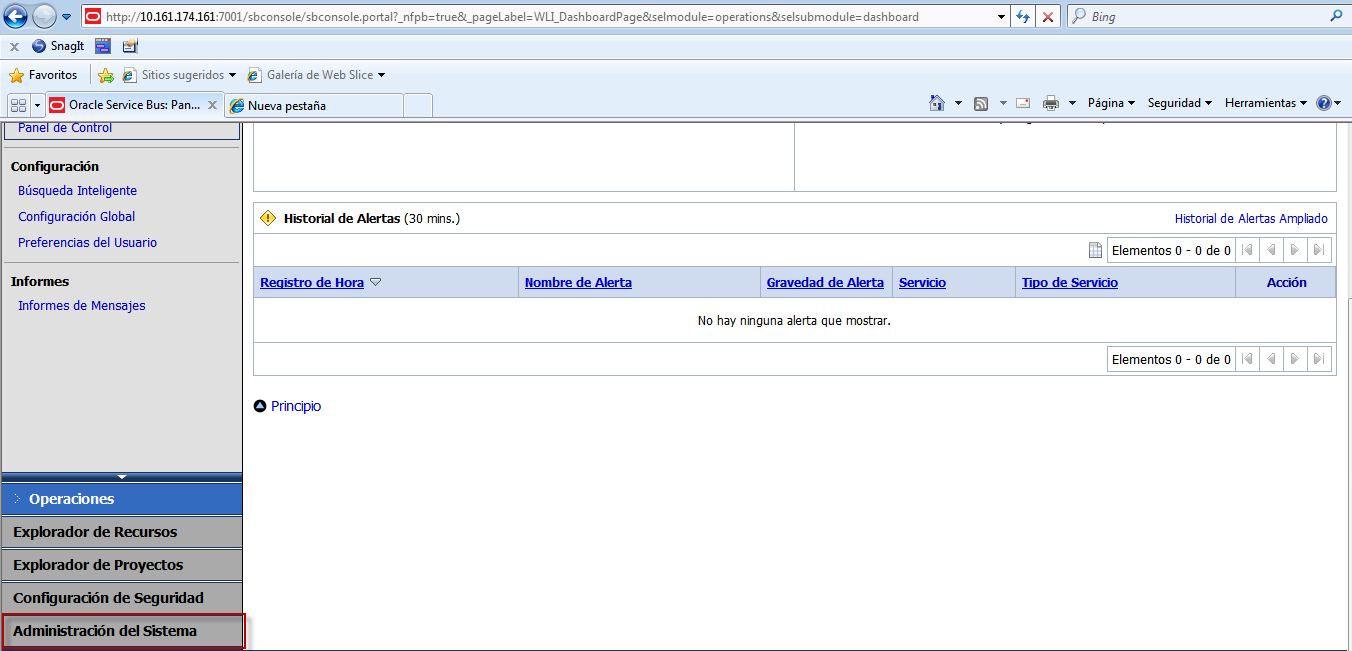 http://10.161.174.161:7001/sbconsole/sbconsole.portal?_nfpb=true&_pageLabel=WLI_DashboardPage&selmodule=operations&selsubmodule=dashboard
Bing
x SnagIt
Favoritos Sitios sugeridos Galería de Web Slice
Oracle Service Bus: Pan... Nueva pestaña Página Seguridad Herramientas
Panel de Control
Configuración
Búsqueda Inteligente
Configuración Global
Preferencias del Usuario
Informes
Informes de Mensajes
Historial de Alertas (30 mins.) Historial de Alertas Ampliado
Elementos 0 - 0 de 0
Registro de Hora Nombre de Alerta Gravedad de Alerta Servicio Tipo de Servicio Acción
No hay ninguna alerta que mostrar.
Elementos 0 - 0 de 0
Principio
Operaciones
Explorador de Recursos
Explorador de Proyectos
Configuración de Seguridad
Administración del Sistema